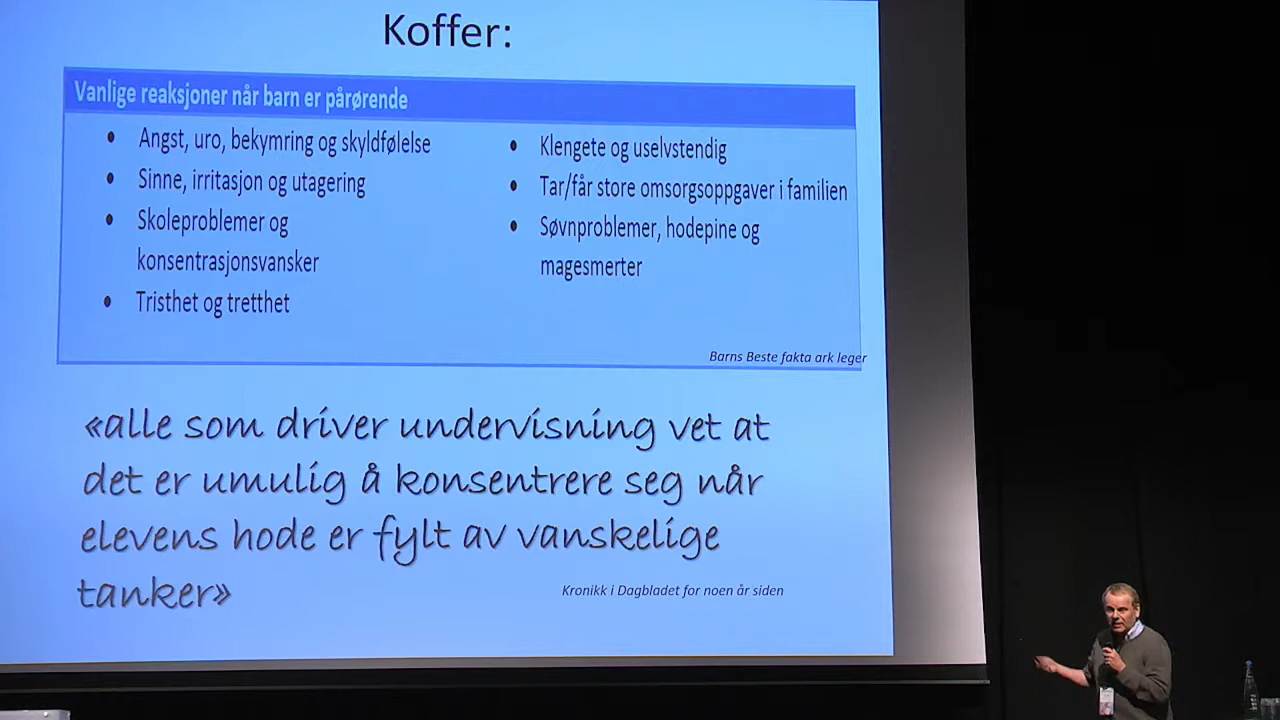 Koffer:
Vanlige reaksjoner når barn er pårørende
• Angst, uro, bekymring og skyldfølelse
• Sinne, irritasjon og utagering
• Skoleproblemer og
konsentrasjonsvansker
• Tristhet og tretthet
• Klengete og uselvstendig
• Tar/får store omsorgsoppgaver i familien
• Søvnproblemer, hodepine og
magesmerter
Barns Beste fakta ark leger
«alle som driver undervisning vet at
det er umulig å konsentrere seg når
elevens hode er fylt av vanskelige
tanker»
Kronikk i Dagbladet for noen år siden